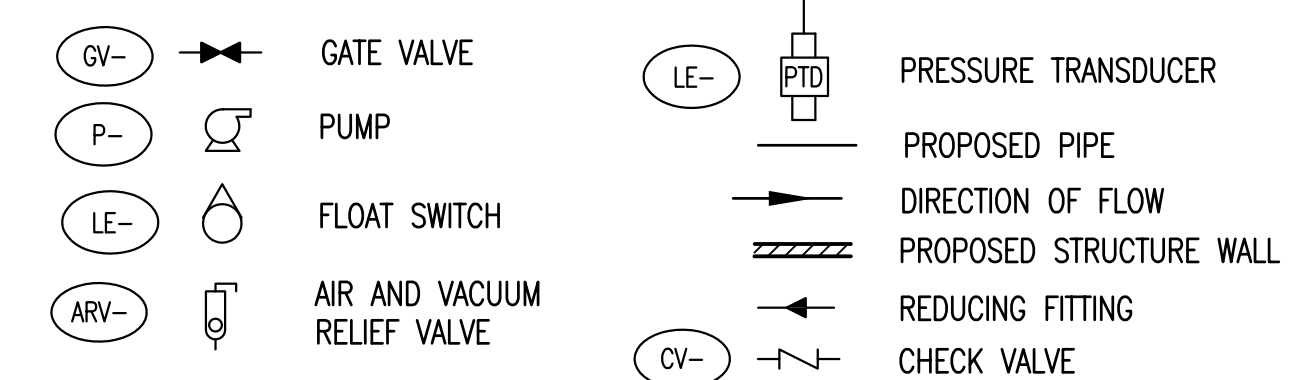 GV- GATE VALVE
P- PUMP
LE- FLOAT SWITCH
ARV- AIR AND VACUUM
RELIEF VALVE
LE- PTD PRESSURE TRANSDUCER
PROPOSED PIPE
DIRECTION OF FLOW
PROPOSED STRUCTURE WALL
REDUCING FITTING
CV- CHECK VALVE